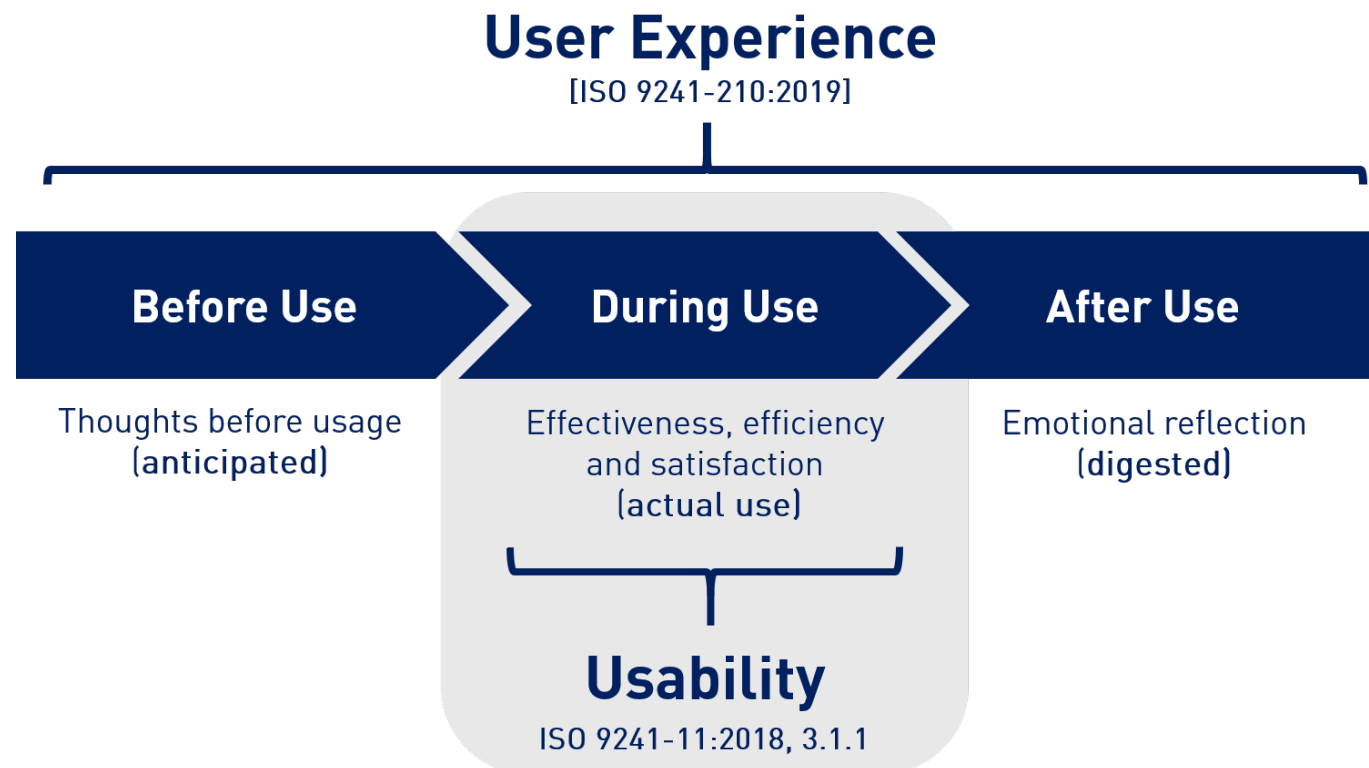 User Experience
[ISO 9241-210:2019]
Before Use
During Use
After Use
Thoughts before usage
(anticipated)
Effectiveness, efficiency
and satisfaction
(actual use)
Emotional reflection
(digested)
Usability
ISO 9241-11:2018, 3.1.1